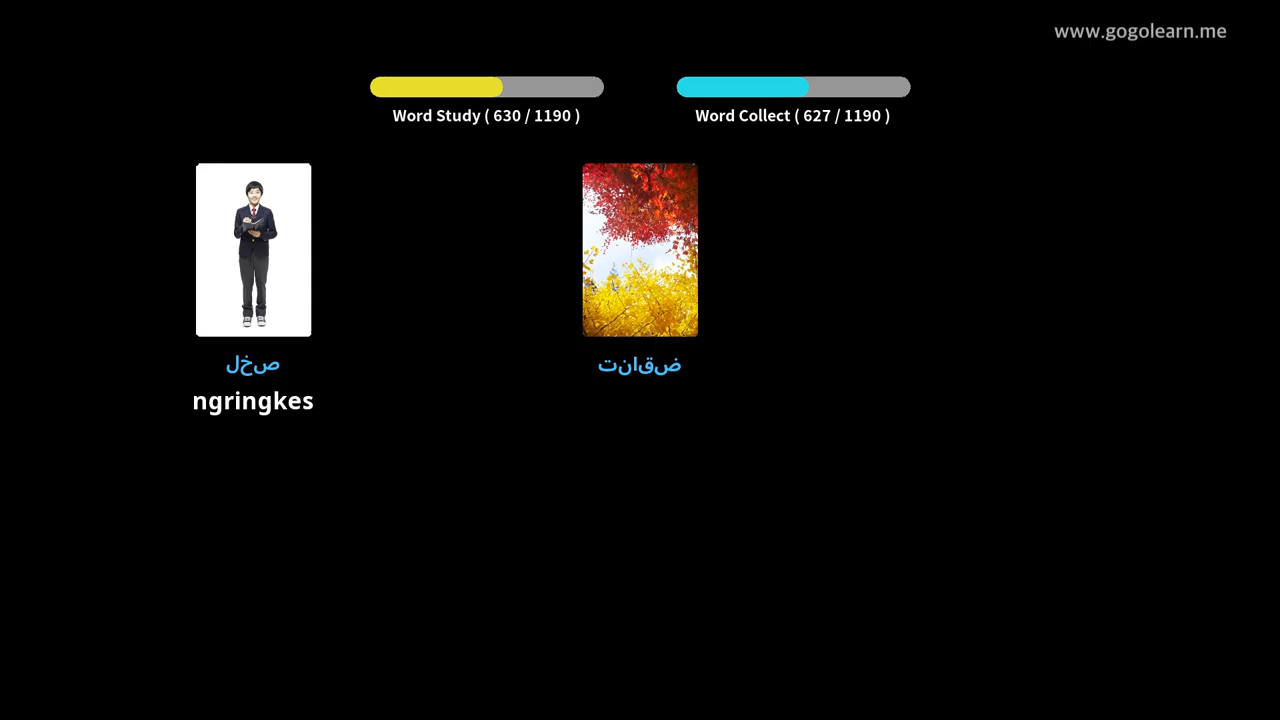 www.gogolearn.me
Word Study ( 630 / 1190 )
Word Collect ( 627 / 1190 )
صخل
ngringkes
ضقانت